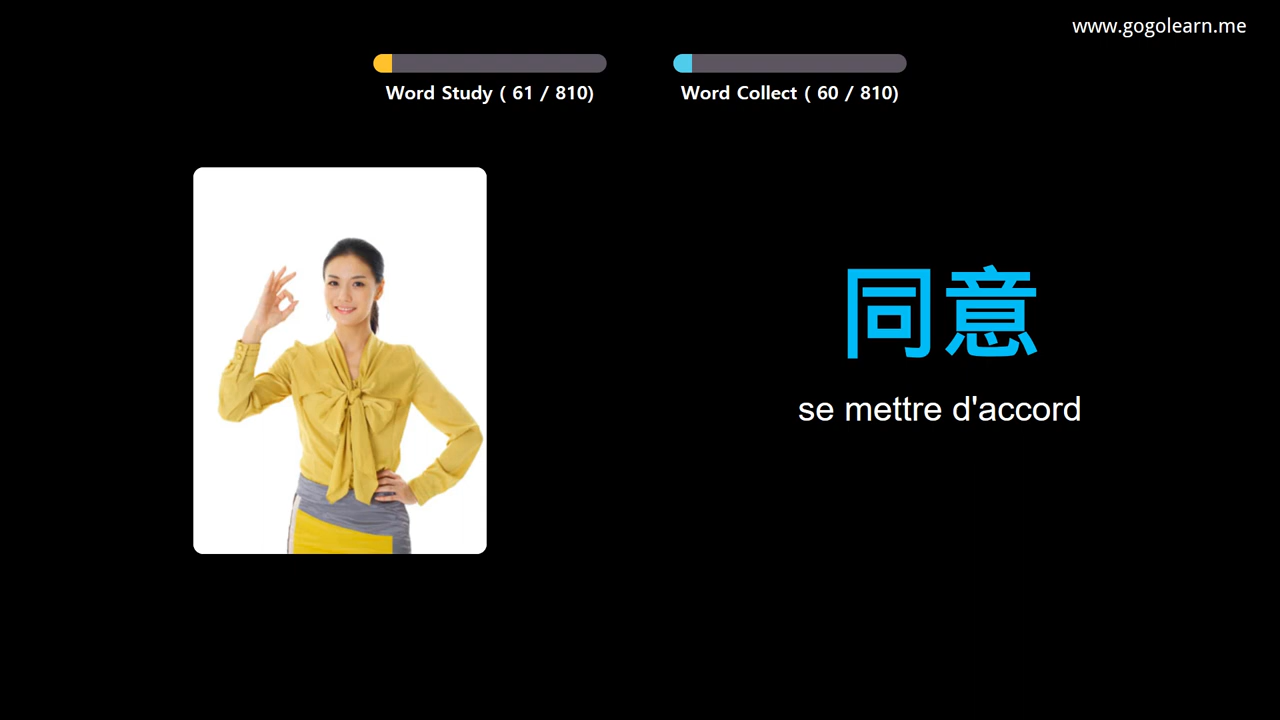 www.gogolearn.me
Word Study ( 61 / 810)
Word Collect ( 60 / 810)
同意
se mettre d'accord